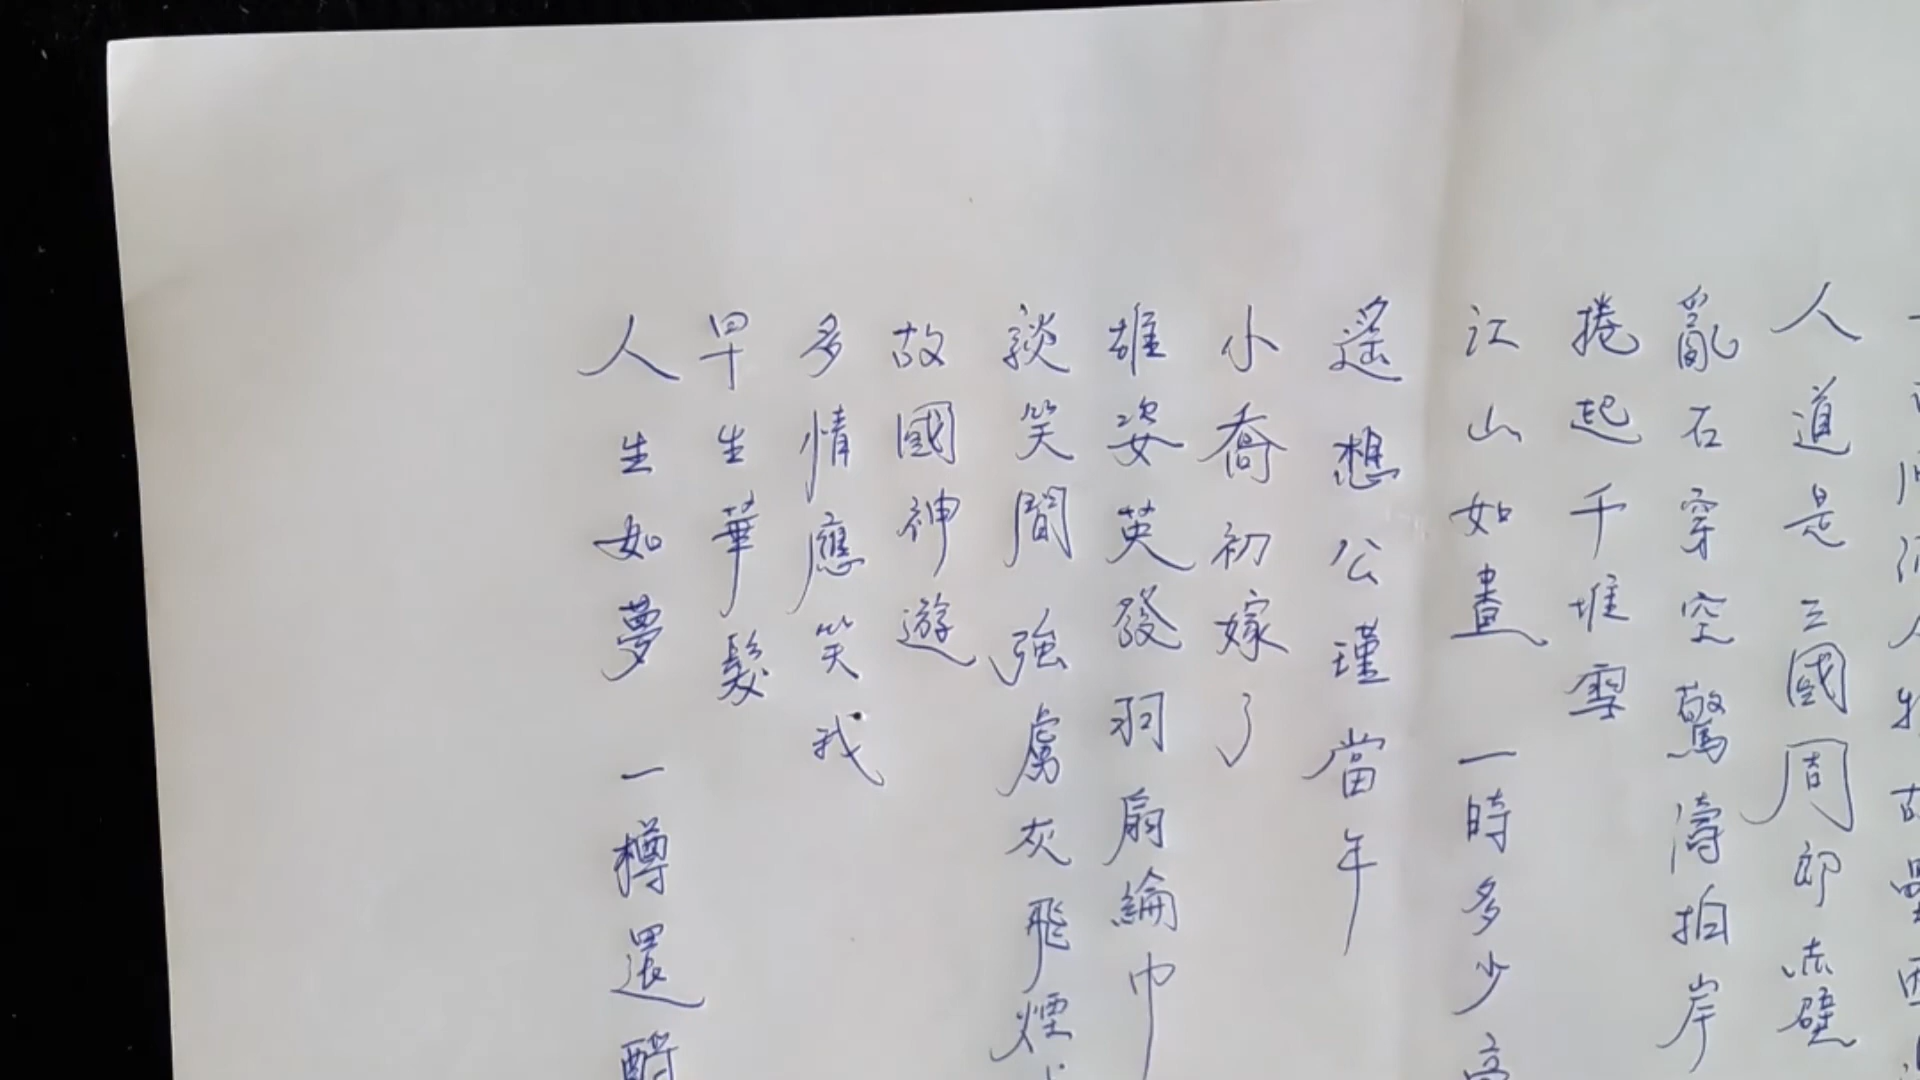 人道是三國周郎赤壁
亂石穿空驚濤拍岸
捲起千堆雪
江山如畫 一時多少
遙想公瑾當年
小喬初嫁了
雄姿英發羽扇綸巾
談笑間 強虜灰飛煙
故國神遊
多情應笑我
早生華髮
人生如夢 一樽還酹